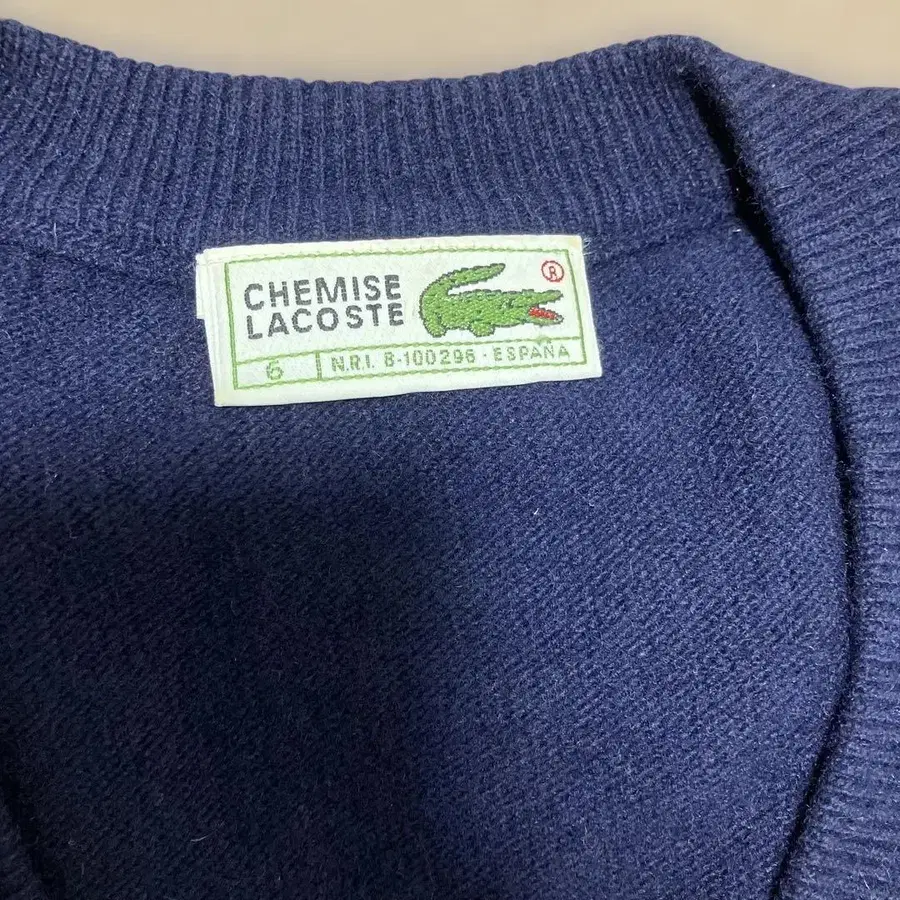 CHEMISE
LACOSTE
®
6
N.R.I. B-100296 - ESPAÑA